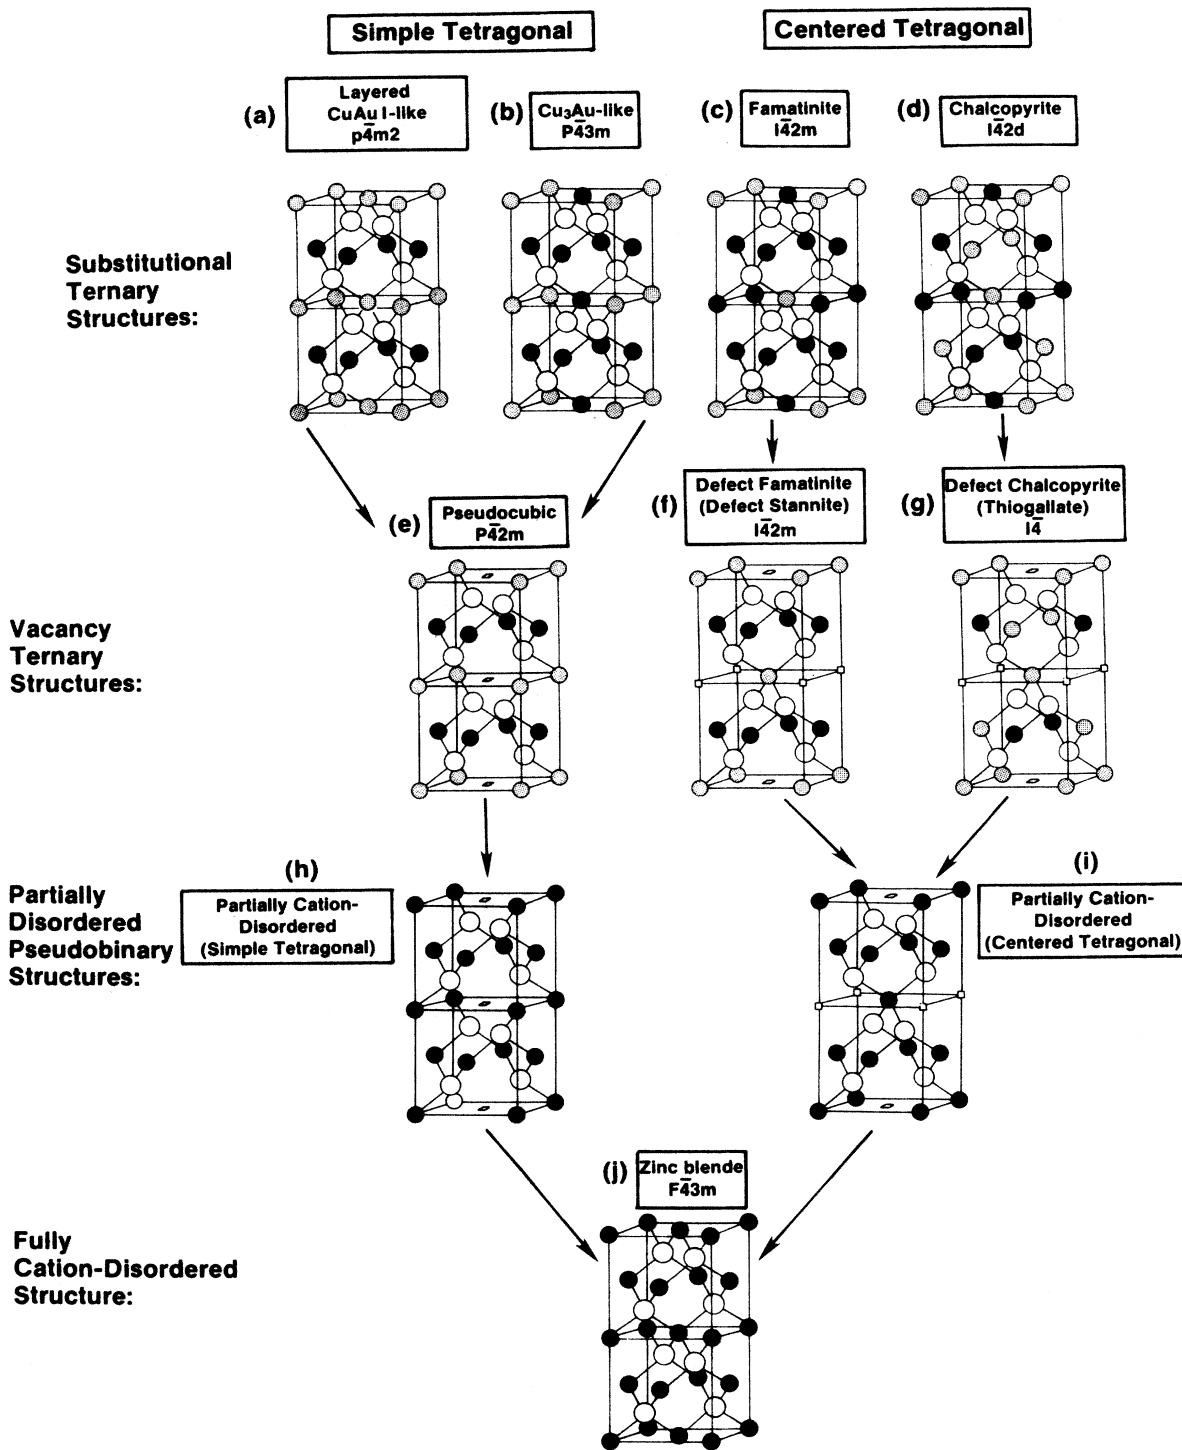 Simple Tetragonal
Centered Tetragonal
(a)
Layered
CuAu I-like
p4̅m2
(b)
Cu₃Au-like
P4̅3m
(c)
Famatinite
I4̅2m
(d)
Chalcopyrite
I4̅2d
Substitutional
Ternary
Structures:
(e)
Pseudocubic
P4̅2m
(f)
Defect Famatinite
(Defect Stannite)
I4̅2m
(g)
Defect Chalcopyrite
(Thiogallate)
I4̅
Vacancy
Ternary
Structures:
Partially
Disordered
Pseudobinary
Structures:
(h)
Partially Cation-
Disordered
(Simple Tetragonal)
(i)
Partially Cation-
Disordered
(Centered Tetragonal)
(j)
Zinc blende
F4̅3m
Fully
Cation-Disordered
Structure: